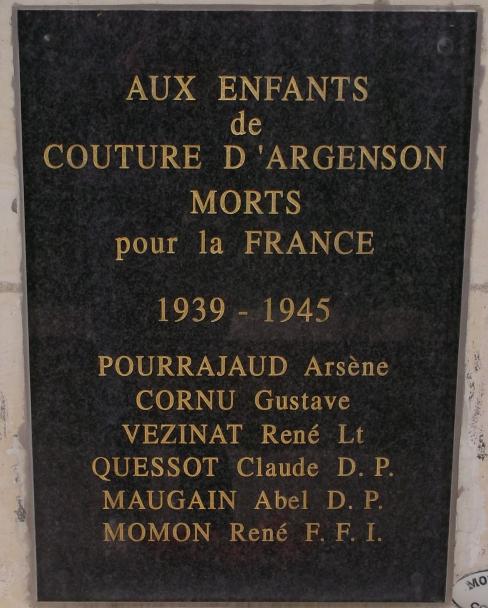 AUX ENFANTS
de
COUTURE D'ARGENSON
MORTS
pour la FRANCE
1939 - 1945
POURRAJAUD Arsène
CORNU Gustave
VEZINAT René Lt
QUESSOT Claude D. P.
MAUGAIN Abel D. P.
MOMON René F. F. I.